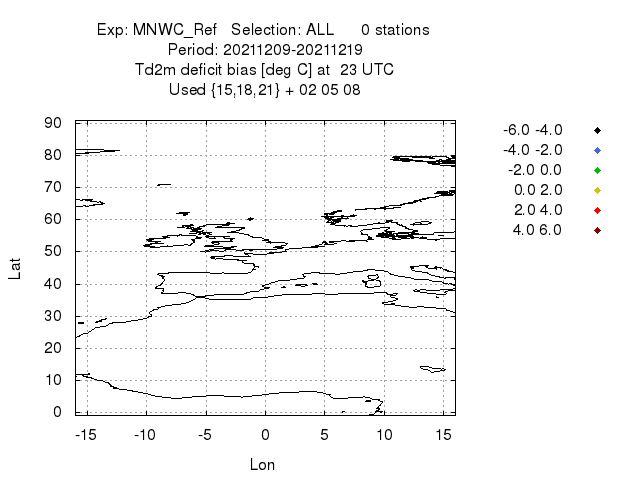 Exp: MNWC_Ref   Selection: ALL      0 stations
Period: 20211209-20211219
Td2m deficit bias [deg C] at  23 UTC
Used {15,18,21} + 02 05 08
-6.0 -4.0
-4.0 -2.0
-2.0 0.0
0.0 2.0
2.0 4.0
4.0 6.0
90
80
70
60
50
40
30
20
10
0
Lat
-15 -10 -5 0 5 10 15
Lon